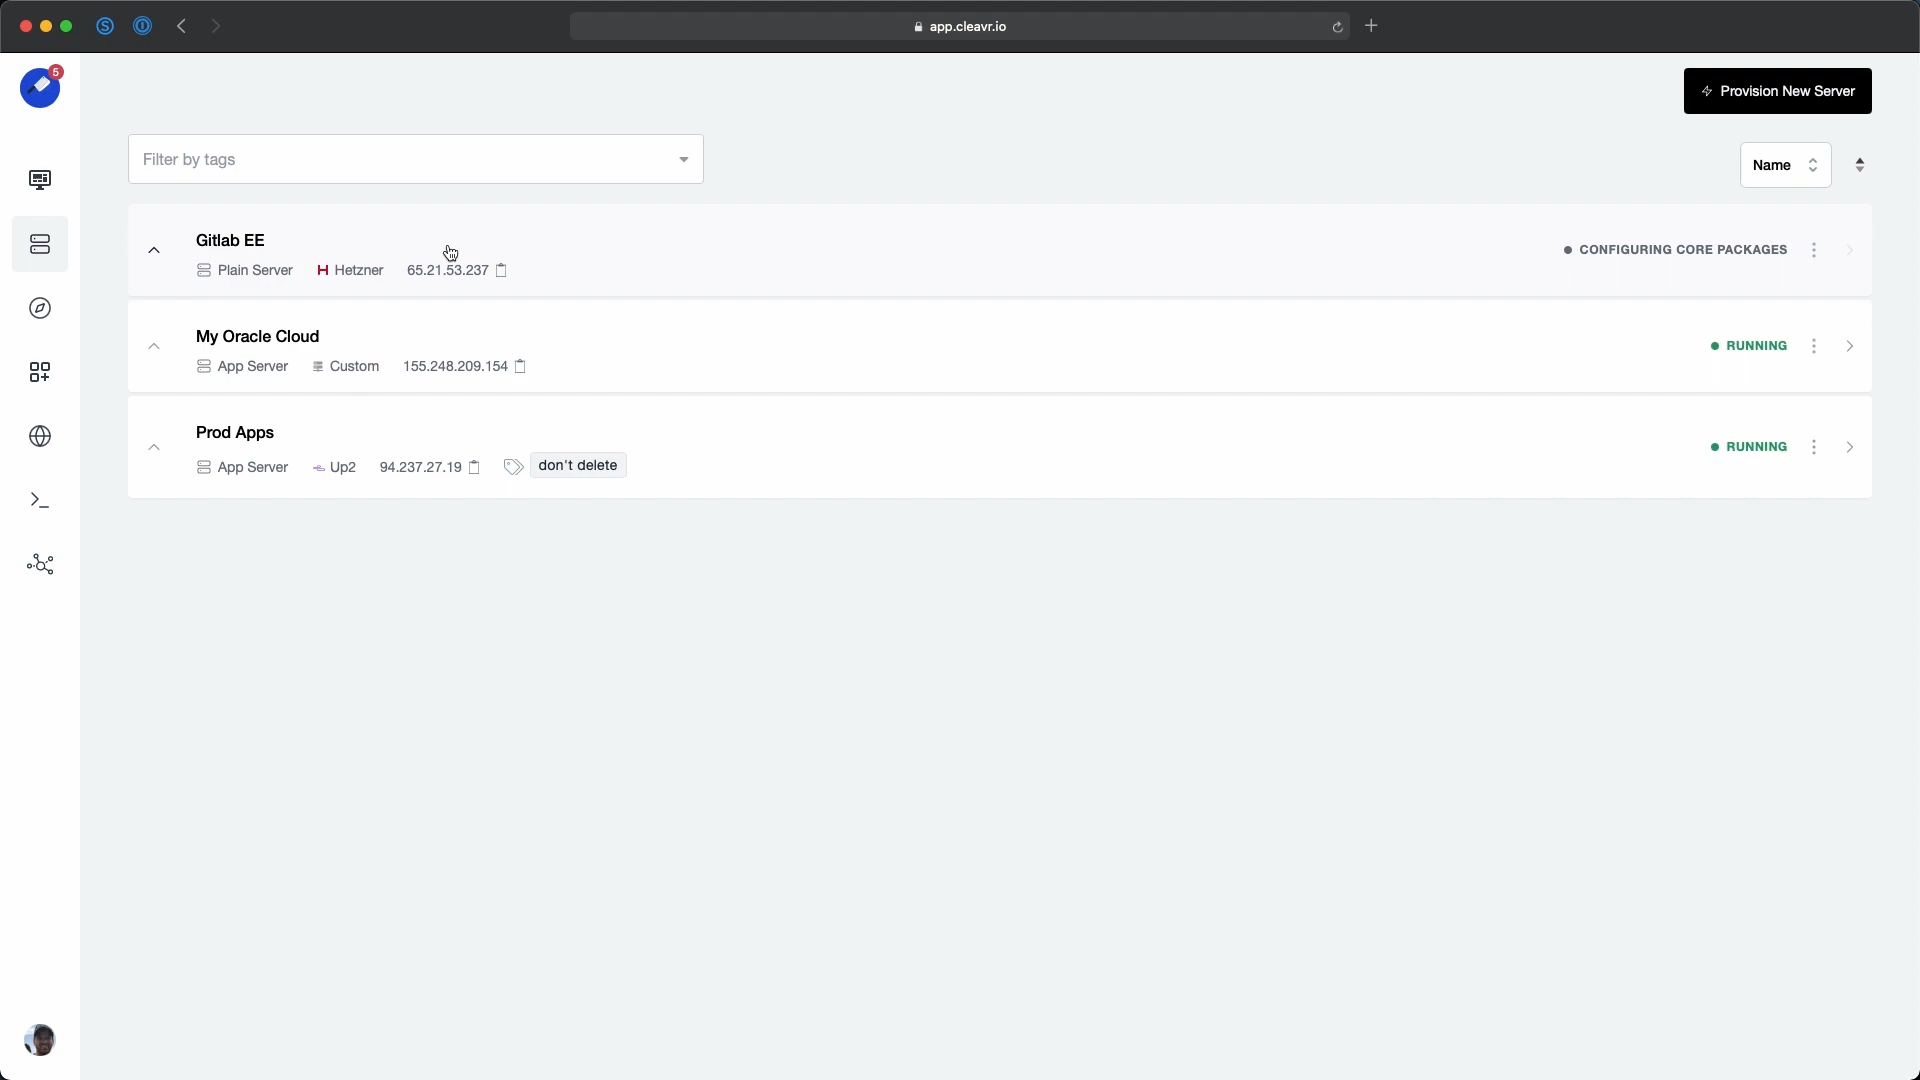 app.cleavr.io
5
Provision New Server
Filter by tags
Name
Gitlab EE
Plain Server
Hetzner
65.21.53.237
CONFIGURING CORE PACKAGES
My Oracle Cloud
App Server
Custom
155.248.209.154
RUNNING
Prod Apps
App Server
Up2
94.237.27.19
don't delete
RUNNING